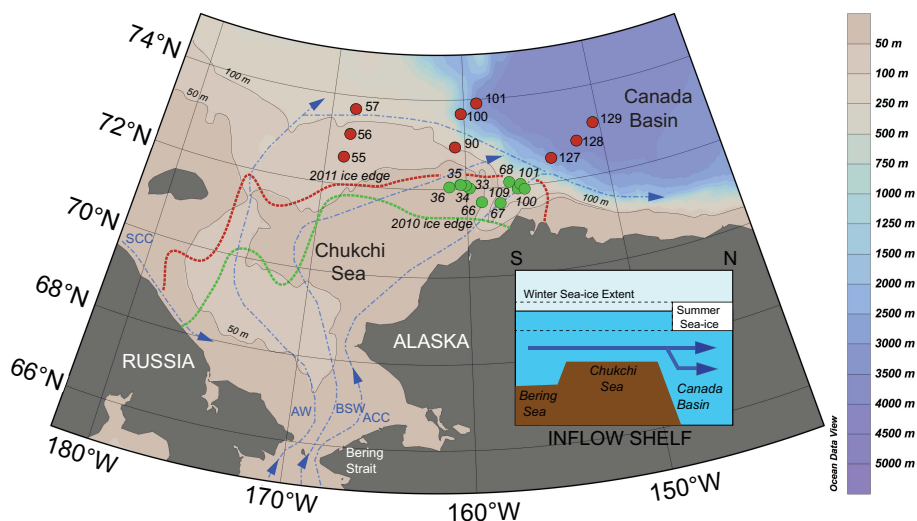 74°N
72°N
70°N
68°N
66°N
180°W
170°W
160°W
150°W
100 m
50 m
57
56
55
2011 ice edge
101
100
90
129
128
127
Canada
Basin
35
33
36
34
68
101
109
100
66
67
2010 ice edge
100 m
SCC
Chukchi
Sea
50 m
RUSSIA
ALASKA
AW
BSW
ACC
Bering
Strait
S
N
Winter Sea-ice Extent
Summer
Sea-ice
Chukchi
Sea
Bering
Sea
Canada
Basin
INFLOW SHELF
50 m
100 m
250 m
500 m
750 m
1000 m
1250 m
1500 m
2000 m
2500 m
3000 m
3500 m
4000 m
4500 m
5000 m
Ocean Data View